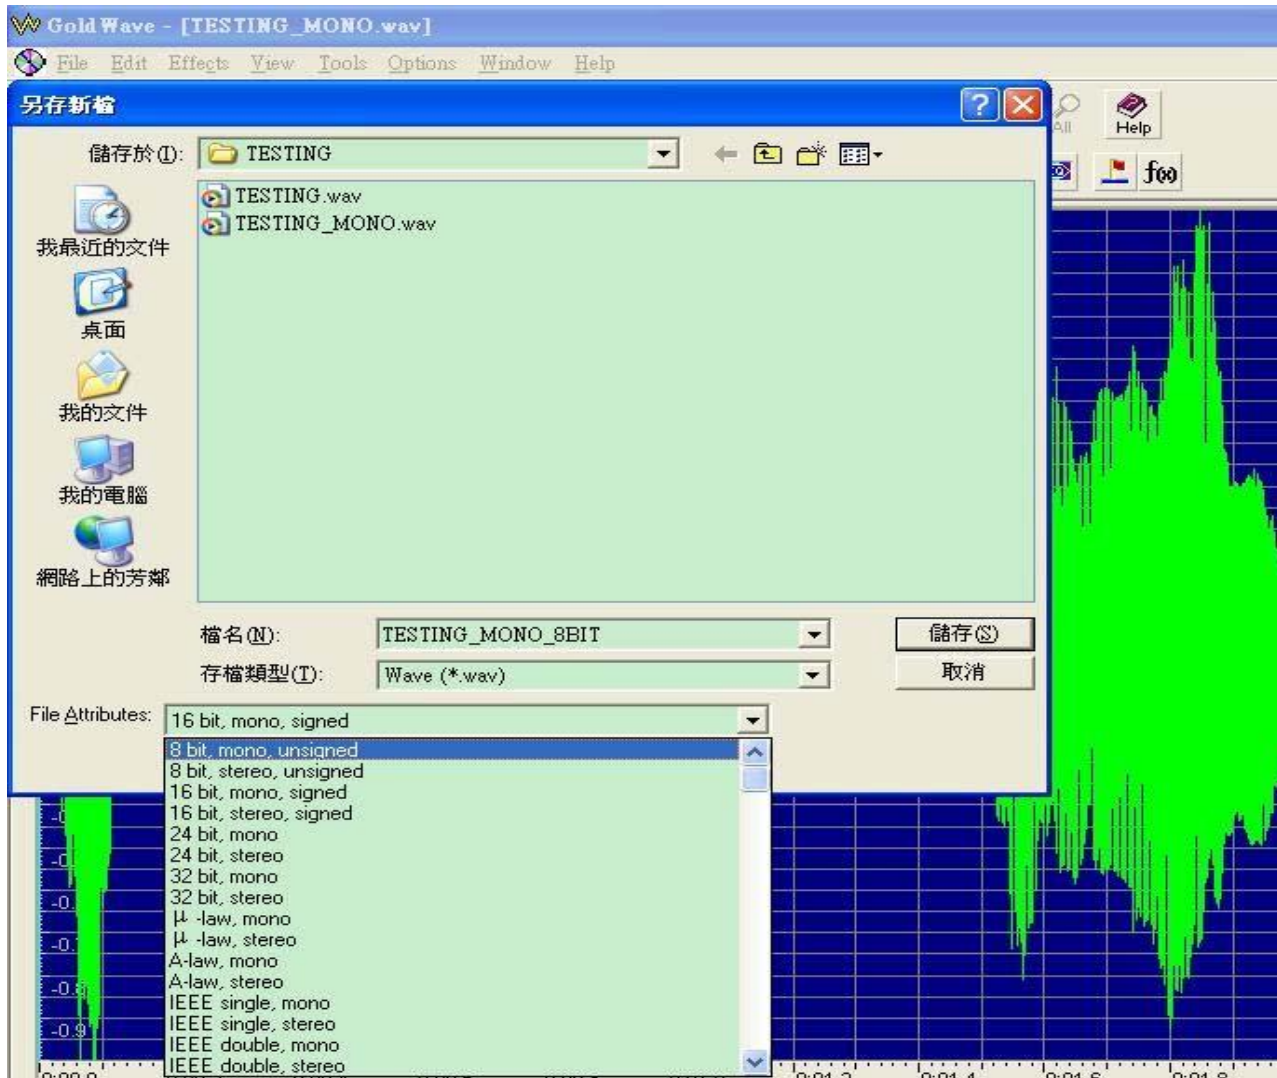 GoldWave - [TESTING_MONO.wav]
File Edit Effects View Tools Options Window Help
另存新檔
All
Help
f(x)
儲存於(I): TESTING
TESTING.wav
TESTING_MONO.wav
我最近的文件
桌面
我的文件
我的電腦
網路上的芳鄰
檔名(N): TESTING_MONO_8BIT 儲存(S)
存檔類型(T): Wave (*.wav) 取消
File Attributes: 16 bit, mono, signed
8 bit, mono, unsigned
8 bit, stereo, unsigned
16 bit, mono, signed
16 bit, stereo, signed
24 bit, mono
24 bit, stereo
32 bit, mono
32 bit, stereo
μ -law, mono
μ -law, stereo
A-law, mono
A-law, stereo
IEEE single, mono
IEEE single, stereo
IEEE double, mono
IEEE double, stereo
-0.9